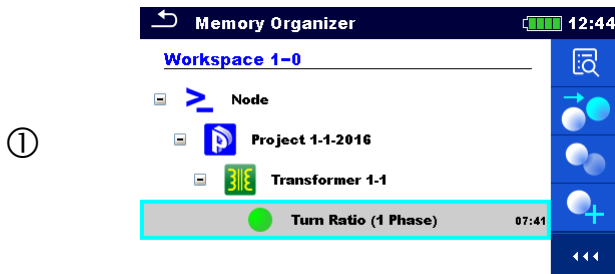 Memory Organizer 12:44
Workspace 1-0
Node
Project 1-1-2016
①
Transformer 1-1
Turn Ratio (1 Phase) 07:41